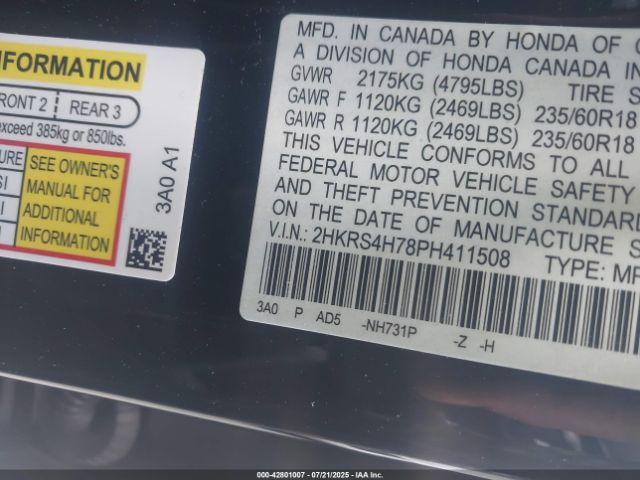 INFORMATION
FRONT 2 REAR 3
exceed 385kg or 850lbs.
SEE OWNER'S
MANUAL FOR
ADDITIONAL
INFORMATION
3A0 A1
MFD. IN CANADA BY HONDA OF
A DIVISION OF HONDA CANADA IN
GVWR 2175KG (4795LBS) TIRE S
GAWR F 1120KG (2469LBS) 235/60R18
GAWR R 1120KG (2469LBS) 235/60R18
THIS VEHICLE CONFORMS TO ALL
FEDERAL MOTOR VEHICLE SAFETY
AND THEFT PREVENTION STANDARD
ON THE DATE OF MANUFACTURE S
V.I.N.: 2HKRS4H78PH411508 TYPE: MP
3A0 P AD5 -NH731P -Z -H
000-42801007 - 07/21/2025 - IAA Inc.